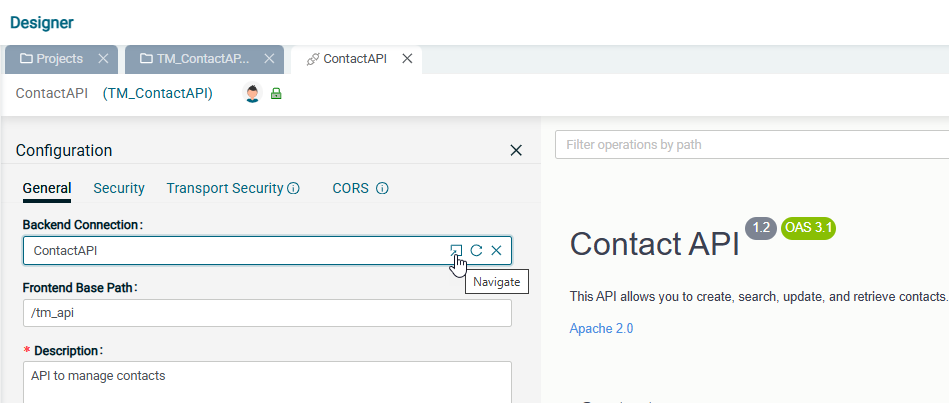 Designer
Projects
TM_ContactAP...
ContactAPI
ContactAPI (TM_ContactAPI)
Configuration
General Security Transport Security CORS
Backend Connection:
ContactAPI
Navigate
Frontend Base Path:
/tm_api
* Description:
API to manage contacts
Filter operations by path
Contact API 1.2 OAS 3.1
This API allows you to create, search, update, and retrieve contacts.
Apache 2.0